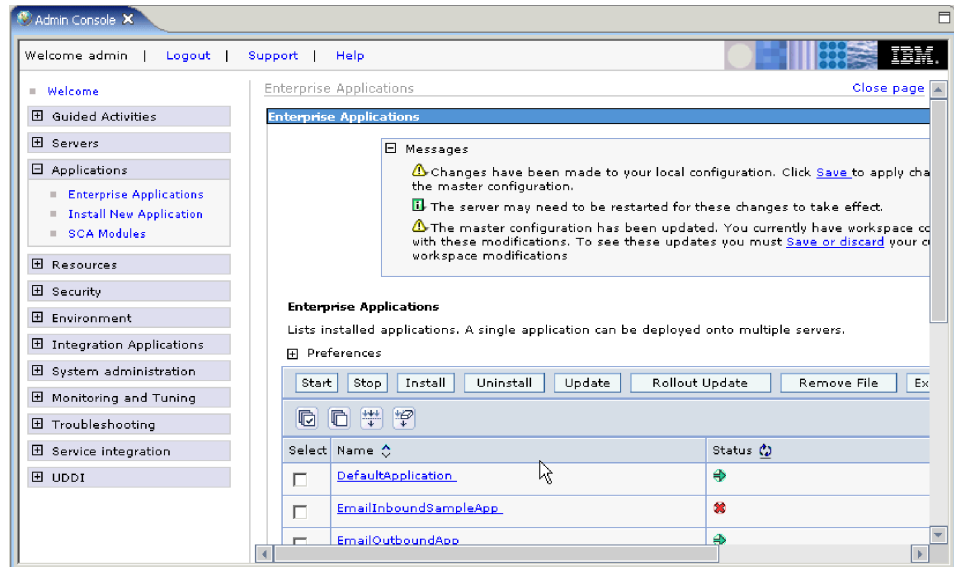 Admin Console
Welcome admin | Logout | Support | Help
IBM.
Welcome
Guided Activities
Servers
Applications
Enterprise Applications
Install New Application
SCA Modules
Resources
Security
Environment
Integration Applications
System administration
Monitoring and Tuning
Troubleshooting
Service integration
UDDI
Enterprise Applications
Close page
Enterprise Applications
Messages
Changes have been made to your local configuration. Click Save to apply cha
the master configuration.
The server may need to be restarted for these changes to take effect.
The master configuration has been updated. You currently have workspace co
with these modifications. To see these updates you must Save or discard your
workspace modifications
Enterprise Applications
Lists installed applications. A single application can be deployed onto multiple servers.
Preferences
Start Stop Install Uninstall Update Rollout Update Remove File Ex
Select Name Status
DefaultApplication
EmailInboundSampleApp
EmailOutboundApp